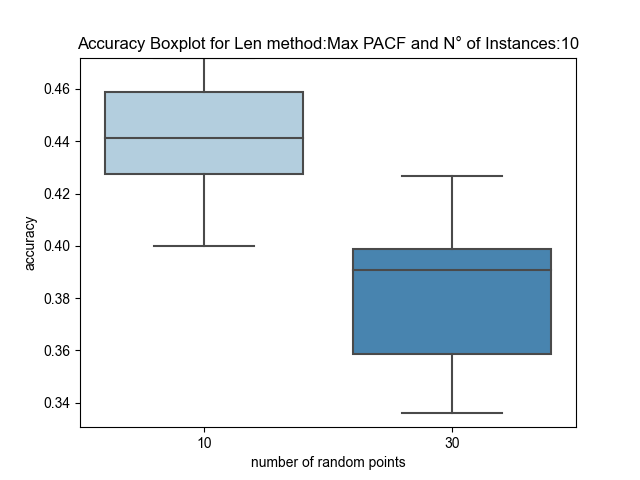 Accuracy Boxplot for Len method:Max PACF and N° of Instances:10
0.46
0.44
0.42
0.40
0.38
0.36
0.34
accuracy
10 30
number of random points